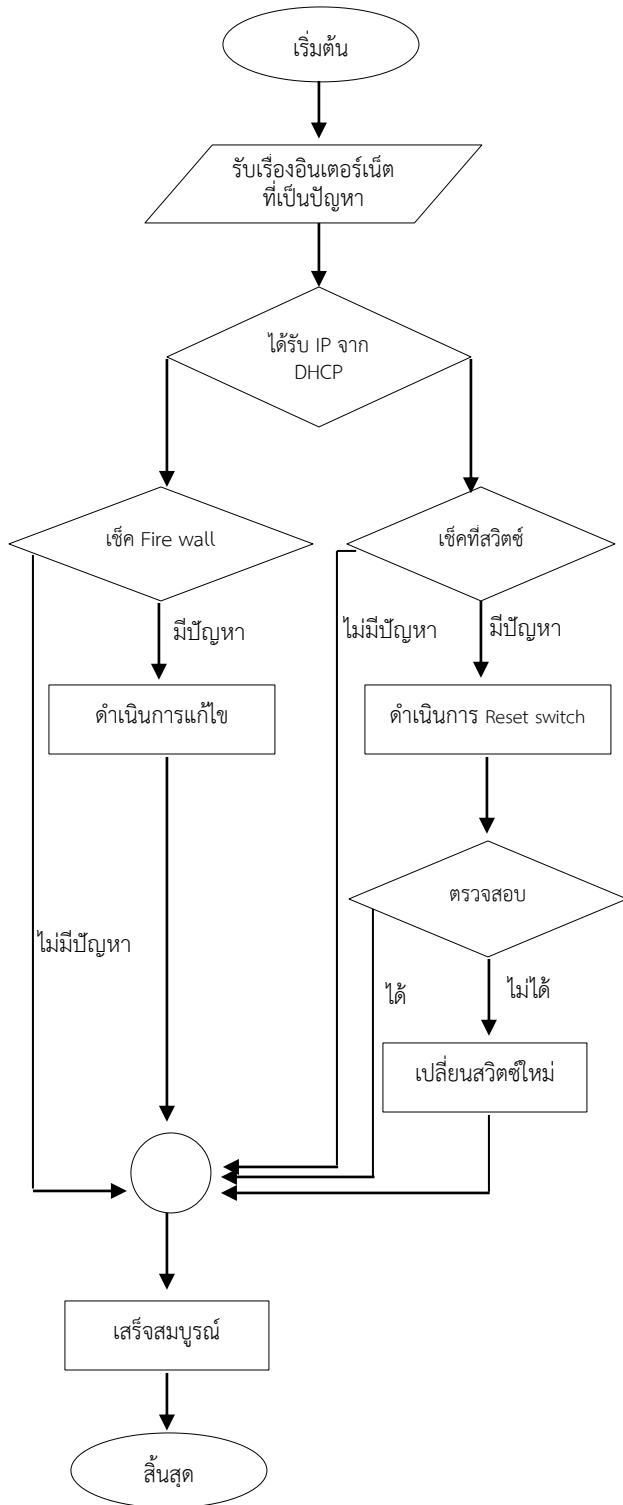 เริ่มต้น
รับเรื่องอินเตอร์เน็ต
ที่เป็นปัญหา
ได้รับ IP จาก
DHCP
เช็ค Fire wall
เช็คที่สวิตซ์
มีปัญหา
ไม่มีปัญหา
มีปัญหา
ดำเนินการแก้ไข
ดำเนินการ Reset switch
ตรวจสอบ
ไม่มีปัญหา
ได้
ไม่ได้
เปลี่ยนสวิตซ์ใหม่
เสร็จสมบูรณ์
สิ้นสุด